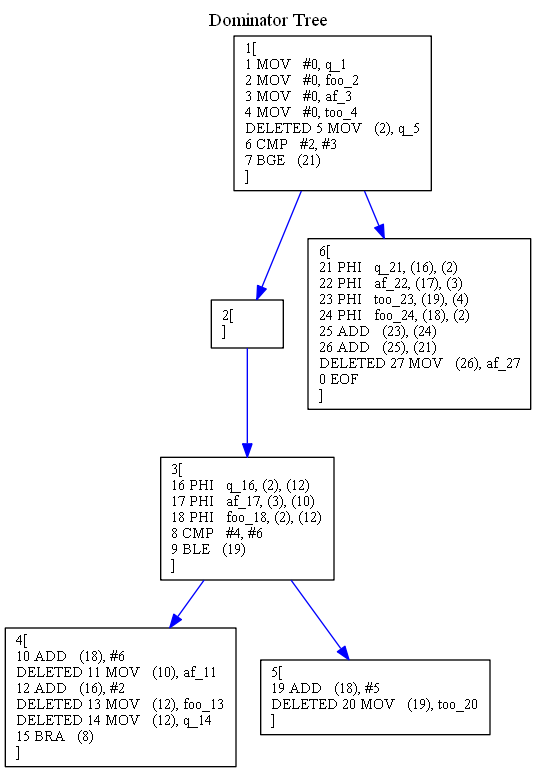 Dominator Tree
1[
1 MOV #0, q_1
2 MOV #0, foo_2
3 MOV #0, af_3
4 MOV #0, too_4
DELETED 5 MOV (2), q_5
6 CMP #2, #3
7 BGE (21)
]
6[
21 PHI q_21, (16), (2)
22 PHI af_22, (17), (3)
23 PHI too_23, (19), (4)
24 PHI foo_24, (18), (2)
25 ADD (23), (24)
26 ADD (25), (21)
DELETED 27 MOV (26), af_27
0 EOF
]
2[
]
3[
16 PHI q_16, (2), (12)
17 PHI af_17, (3), (10)
18 PHI foo_18, (2), (12)
8 CMP #4, #6
9 BLE (19)
]
4[
10 ADD (18), #6
DELETED 11 MOV (10), af_11
12 ADD (16), #2
DELETED 13 MOV (12), foo_13
DELETED 14 MOV (12), q_14
15 BRA (8)
]
5[
19 ADD (18), #5
DELETED 20 MOV (19), too_20
]